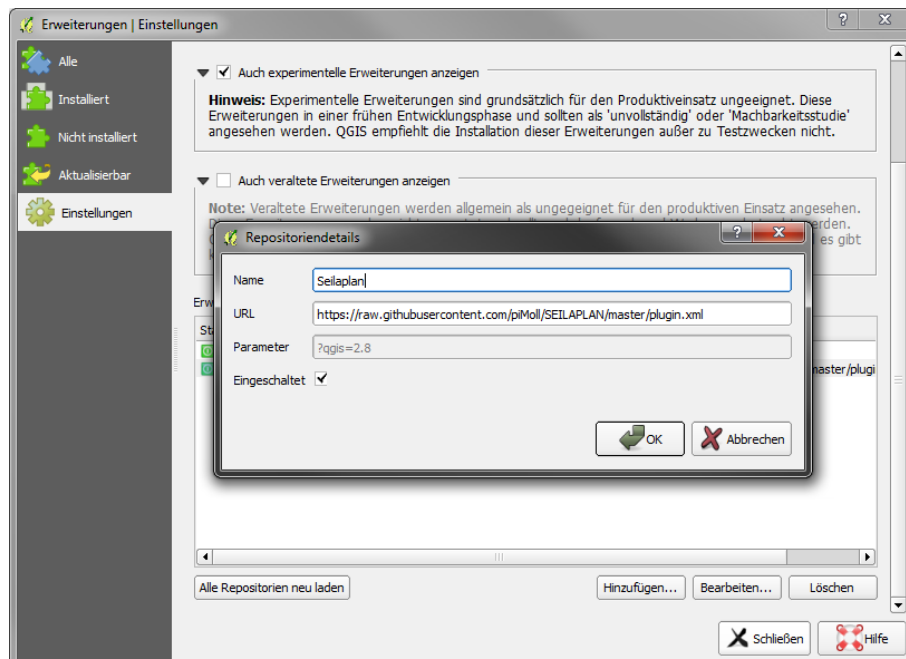 Erweiterungen | Einstellungen
Alle
Installiert
Nicht installiert
Aktualisierbar
Einstellungen
Auch experimentelle Erweiterungen anzeigen
Hinweis: Experimentelle Erweiterungen sind grundsätzlich für den Produktiveinsatz ungeeignet. Diese
Erweiterungen in einer frühen Entwicklungsphase und sollten als 'unvollständig' oder 'Machbarkeitsstudie'
angesehen werden. QGIS empfiehlt die Installation dieser Erweiterungen außer zu Testzwecken nicht.
Auch veraltete Erweiterungen anzeigen
Note: Veraltete Erweiterungen werden allgemein als ungegeignet für den produktiven Einsatz angesehen.
es gibt
Repositoriendetails
Name
Seilaplan
URL
https://raw.githubusercontent.com/piMoll/SEILAPLAN/master/plugin.xml
Parameter
?qgis=2.8
Eingeschaltet
OK
Abbrechen
Erw
St
master/plugi
Alle Repositorien neu laden
Hinzufügen...
Bearbeiten...
Löschen
Schließen
Hilfe